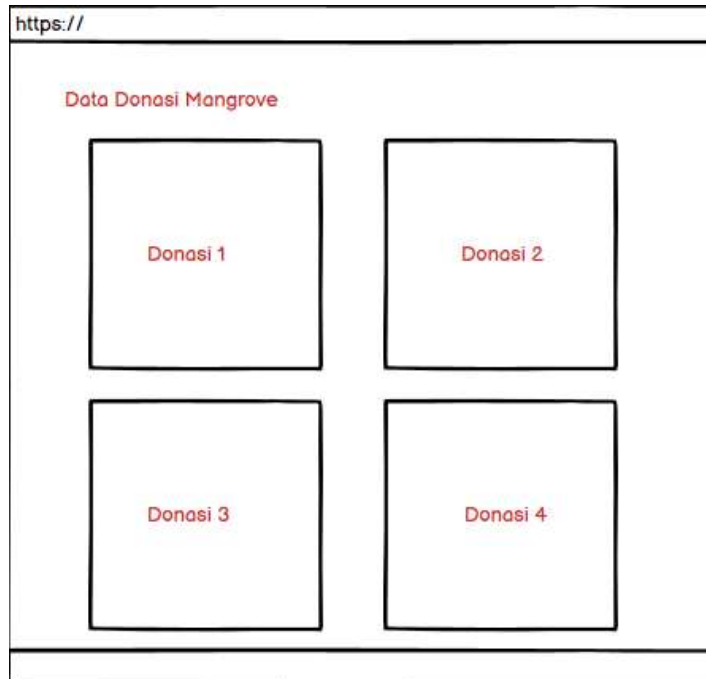 https://
Data Donasi Mangrove
Donasi 1
Donasi 2
Donasi 3
Donasi 4